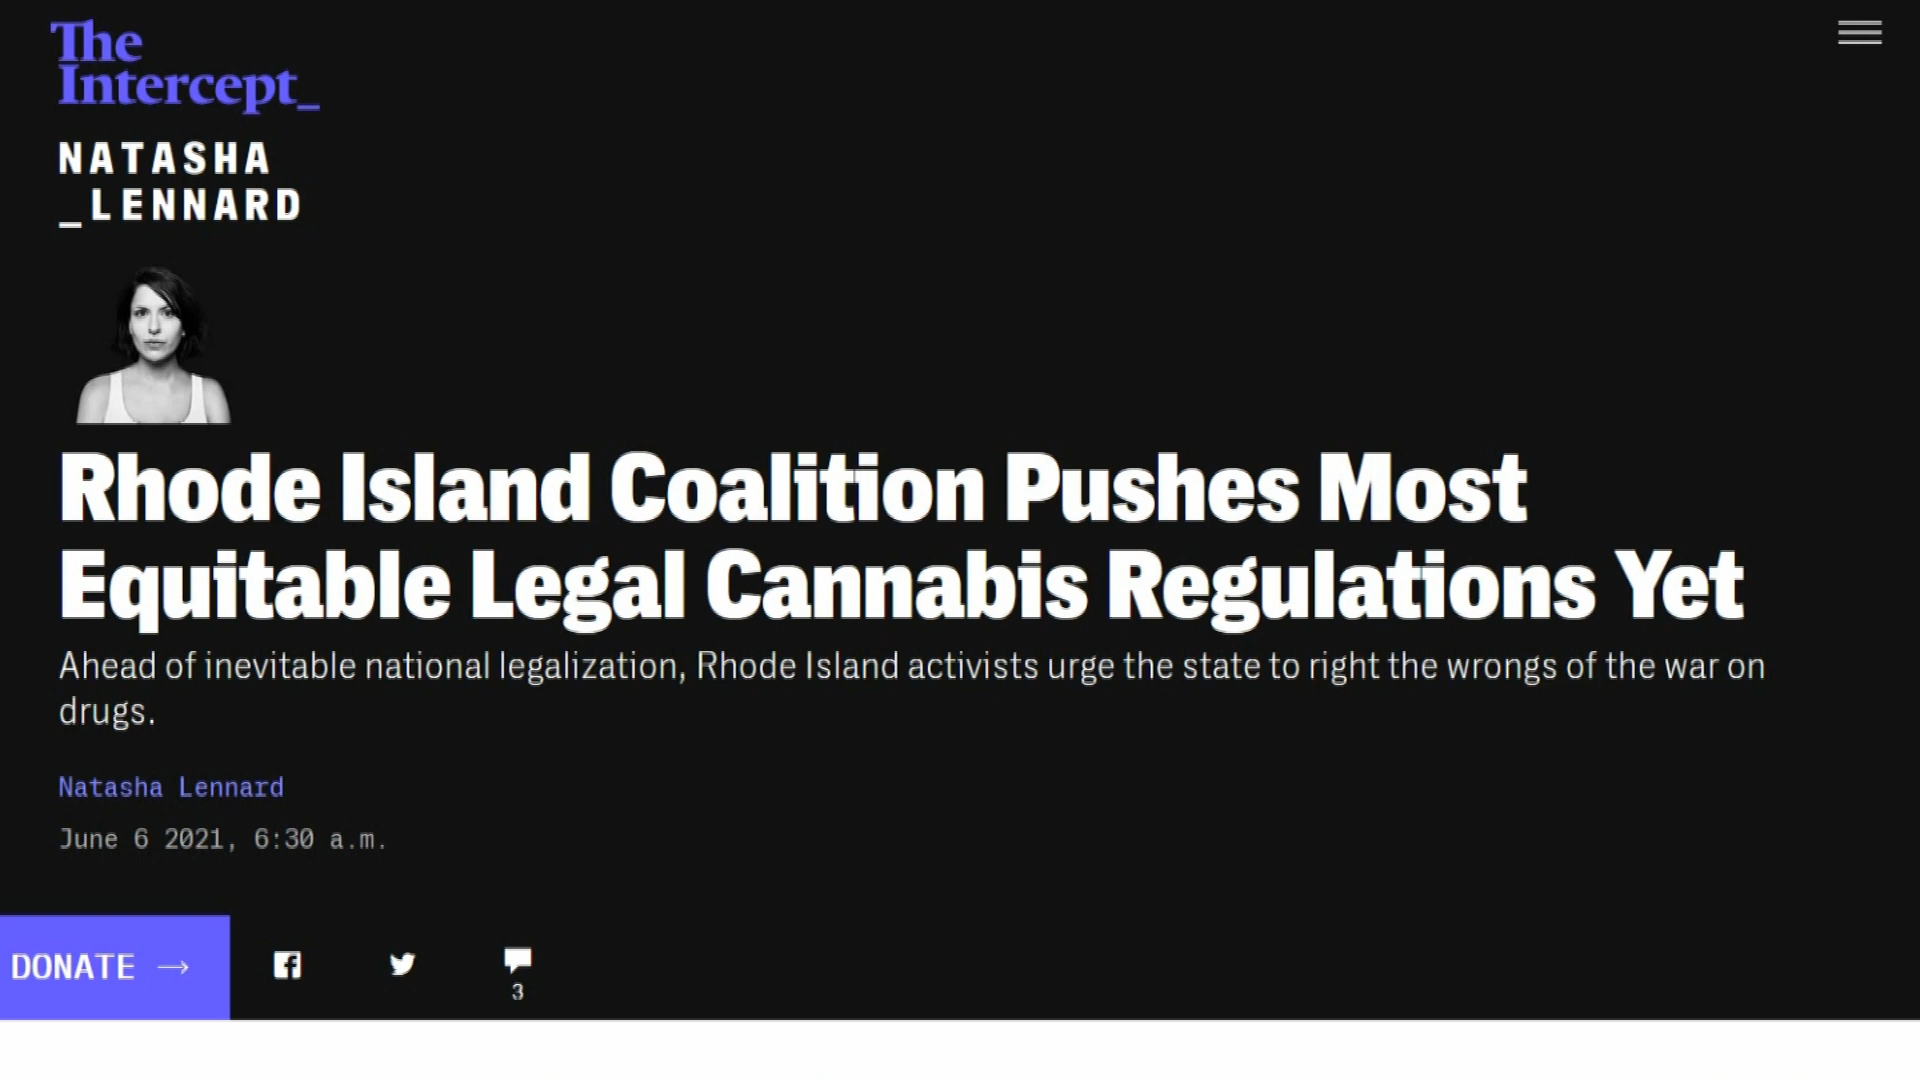 The
Intercept_
NATASHA
_LENNARD
Rhode Island Coalition Pushes Most
Equitable Legal Cannabis Regulations Yet
Ahead of inevitable national legalization, Rhode Island activists urge the state to right the wrongs of the war on
drugs.
Natasha Lennard
June 6 2021, 6:30 a.m.
DONATE →
3